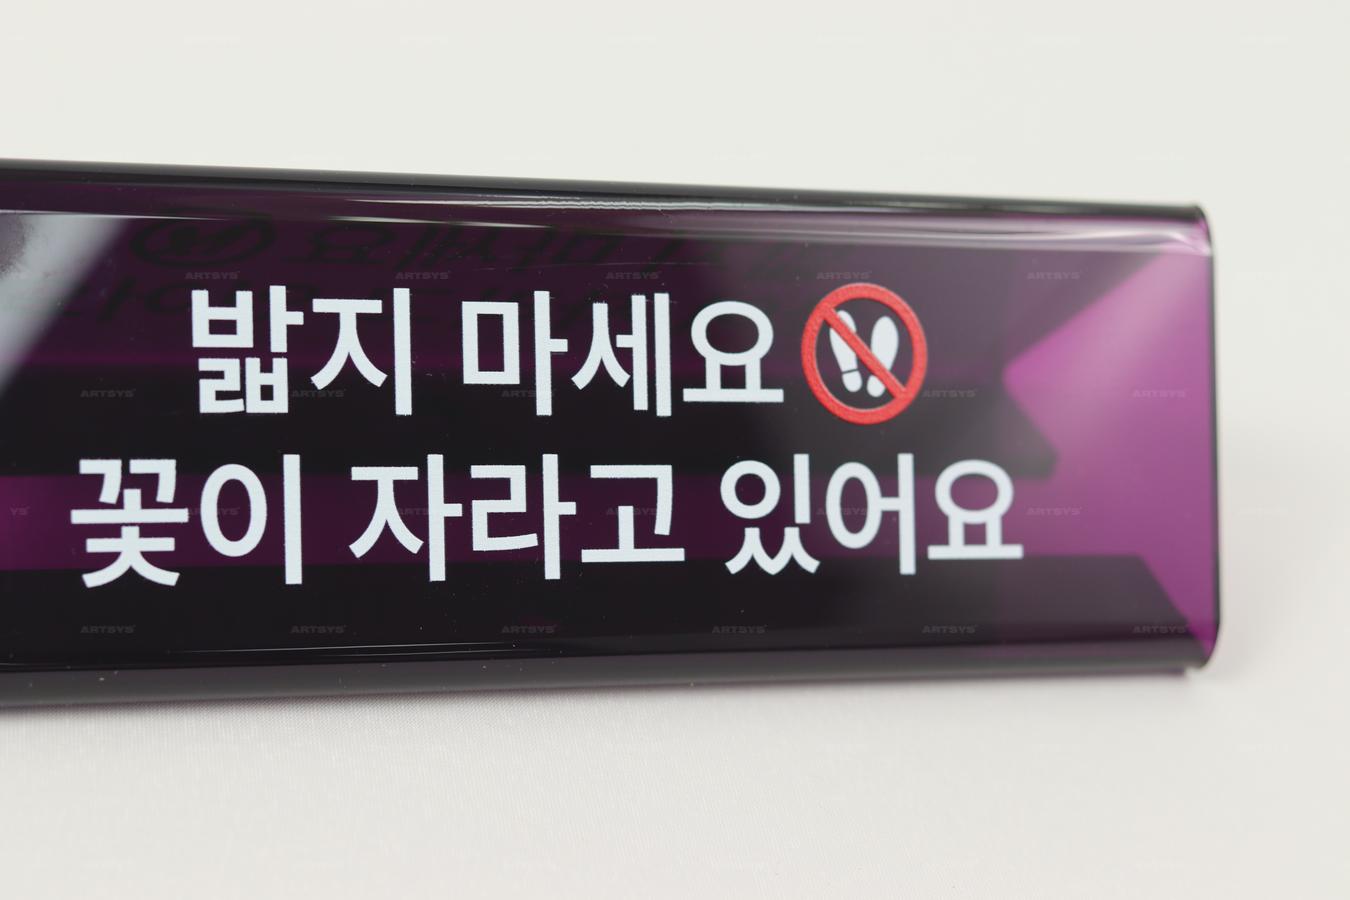 밟지 마세요
꽃이 자라고 있어요